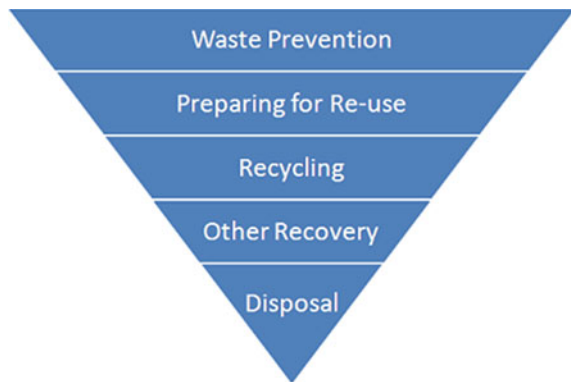 Waste Prevention
Preparing for Re-use
Recycling
Other Recovery
Disposal